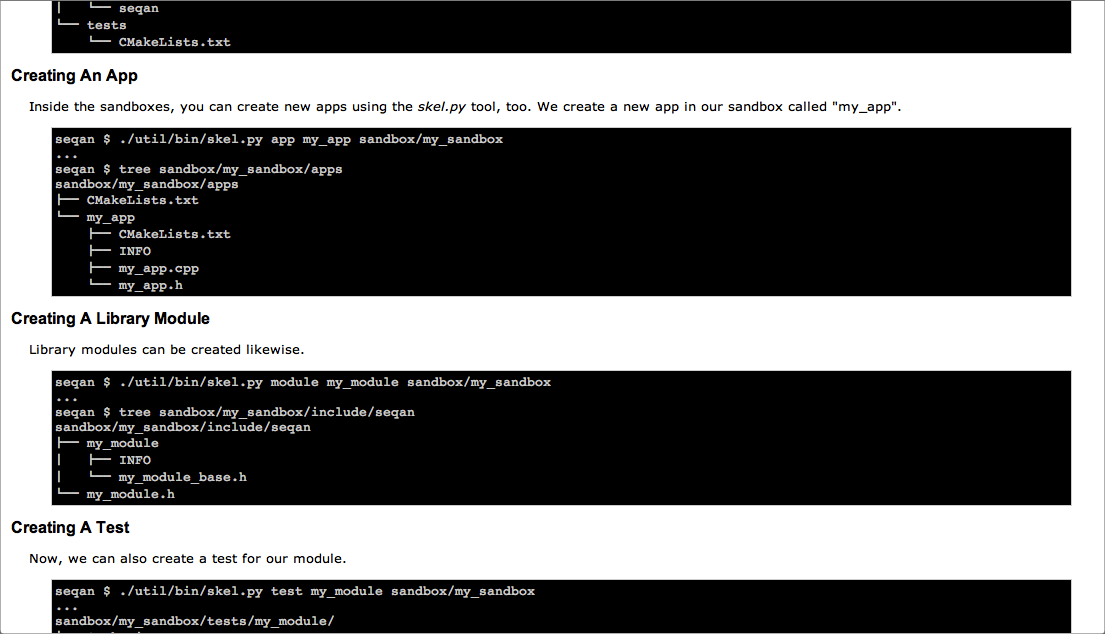 │   └── seqan
└── tests
    └── CMakeLists.txt
Creating An App
Inside the sandboxes, you can create new apps using the skel.py tool, too. We create a new app in our sandbox called "my_app".
seqan $ ./util/bin/skel.py app my_app sandbox/my_sandbox
...
seqan $ tree sandbox/my_sandbox/apps
sandbox/my_sandbox/apps
├── CMakeLists.txt
└── my_app
    ├── CMakeLists.txt
    ├── INFO
    ├── my_app.cpp
    └── my_app.h
Creating A Library Module
Library modules can be created likewise.
seqan $ ./util/bin/skel.py module my_module sandbox/my_sandbox
...
seqan $ tree sandbox/my_sandbox/include/seqan
sandbox/my_sandbox/include/seqan
├── my_module
│   ├── INFO
│   └── my_module_base.h
└── my_module.h
Creating A Test
Now, we can also create a test for our module.
seqan $ ./util/bin/skel.py test my_module sandbox/my_sandbox
...
sandbox/my_sandbox/tests/my_module/